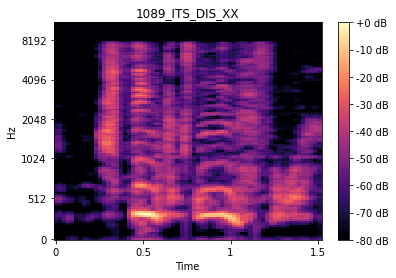 1089_ITS_DIS_XX
+0 dB
8192
-10 dB
4096
-20 dB
-30 dB
2048
Hz
-40 dB
1024
-50 dB
512
-60 dB
-70 dB
0
-80 dB
0 0.5 1 1.5
Time